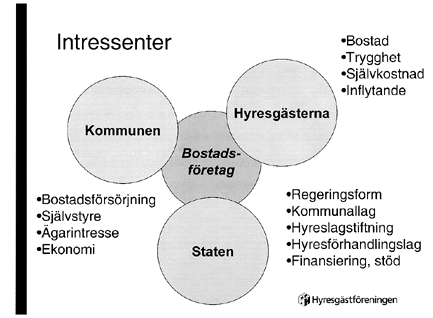 Intressenter
•Bostad
•Trygghet
•Självkostnad
•Inflytande
Kommunen
Hyresgästerna
Bostads-
företag
•Bostadsförsörjning
•Självstyre
•Ägarintresse
•Ekonomi
Staten
•Regeringsform
•Kommunallag
•Hyreslagstiftning
•Hyresförhandlingslag
•Finansiering, stöd
Hyresgästföreningen